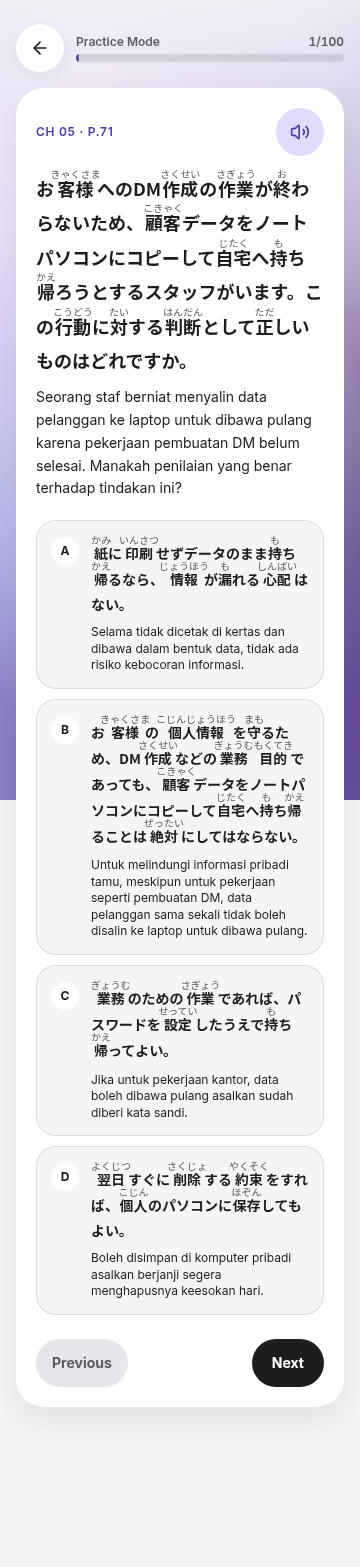 Practice Mode
1/100
CH 05 · P.71
きゃくさま さくせい さぎょう お
お客様へのDM作成の作業が終わ
こきゃく
らないため、顧客データをノート
じたく も
パソコンにコピーして自宅へ持ち
かえ
帰ろうとするスタッフがいます。こ
こうどう たい はんだん ただ
の行動に対する判断として正しい
ものはどれですか。
Seorang staf berniat menyalin data
pelanggan ke laptop untuk dibawa pulang
karena pekerjaan pembuatan DM belum
selesai. Manakah penilaian yang benar
terhadap tindakan ini?
A
かみ いんさつ も
紙に印刷せずデータのまま持ち
かえ じょうほう も しんぱい
帰るなら、情報が漏れる心配は
ない。
Selama tidak dicetak di kertas dan
dibawa dalam bentuk data, tidak ada
risiko kebocoran informasi.
B
きゃくさま こじんじょうほう まも
お客様の個人情報を守るた
さくせい ぎょうむもくてき
め、DM作成などの業務目的で
こきゃく
あっても、顧客データをノートパ
じたく も かえ
ソコンにコピーして自宅へ持ち帰
ぜったい
ることは絶対にしてはならない。
Untuk melindungi informasi pribadi
tamu, meskipun untuk pekerjaan
seperti pembuatan DM, data
pelanggan sama sekali tidak boleh
disalin ke laptop untuk dibawa pulang.
C
ぎょうむ さぎょう
業務のための作業であれば、パ
せってい も
スワードを設定したうえで持ち
かえ
帰ってよい。
Jika untuk pekerjaan kantor, data
boleh dibawa pulang asalkan sudah
diberi kata sandi.
D
よくじつ さくじょ やくそく
翌日すぐに削除する約束をすれ
こじん ほぞん
ば、個人のパソコンに保存しても
よい。
Boleh disimpan di komputer pribadi
asalkan berjanji segera
menghapusnya keesokan hari.
Previous
Next